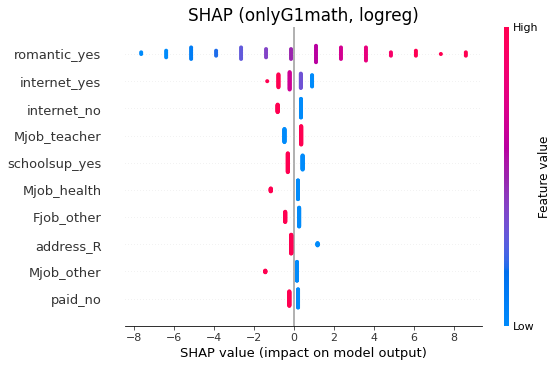 SHAP (onlyG1math, logreg)
romantic_yes
internet_yes
internet_no
Mjob_teacher
schoolsup_yes
Mjob_health
Fjob_other
address_R
Mjob_other
paid_no
−8 −6 −4 −2 0 2 4 6 8
SHAP value (impact on model output)
High
Feature value
Low